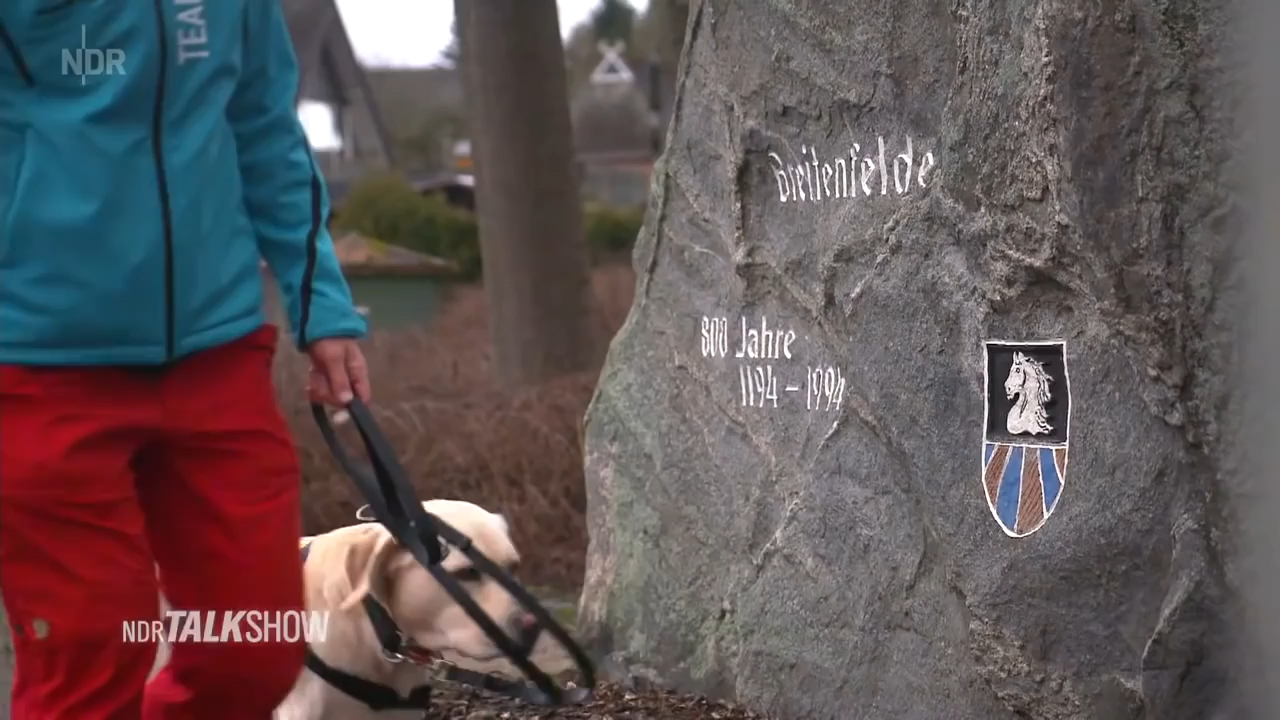 NDR
TEAM
Breitenfelde
800 Jahre
1194 – 1994
NDR TALKSHOW